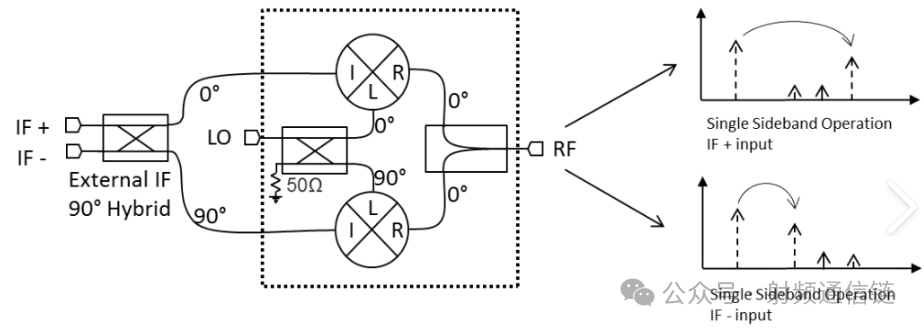 I
R
L
0°
0°
0°
IF +
IF -
LO
External IF
90° Hybrid
50Ω
90°
90°
L
I
R
0°
RF
Single Sideband Operation
IF + input
Single Sideband Operation
IF - input
公众号 · 射频通信链